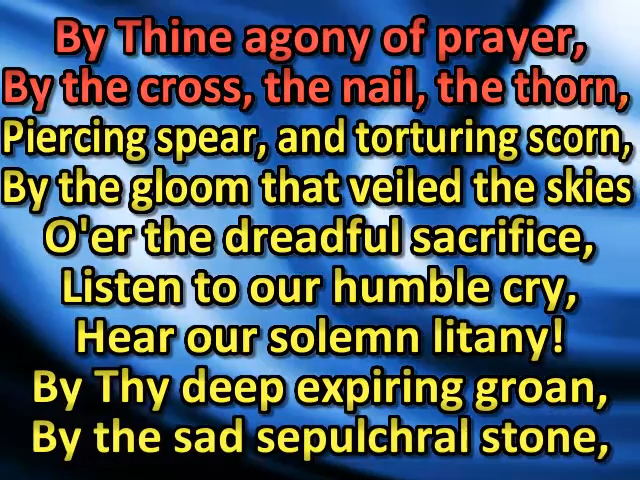 By Thine agony of prayer,
By the cross, the nail, the thorn,
Piercing spear, and torturing scorn,
By the gloom that veiled the skies
O'er the dreadful sacrifice,
Listen to our humble cry,
Hear our solemn litany!
By Thy deep expiring groan,
By the sad sepulchral stone,